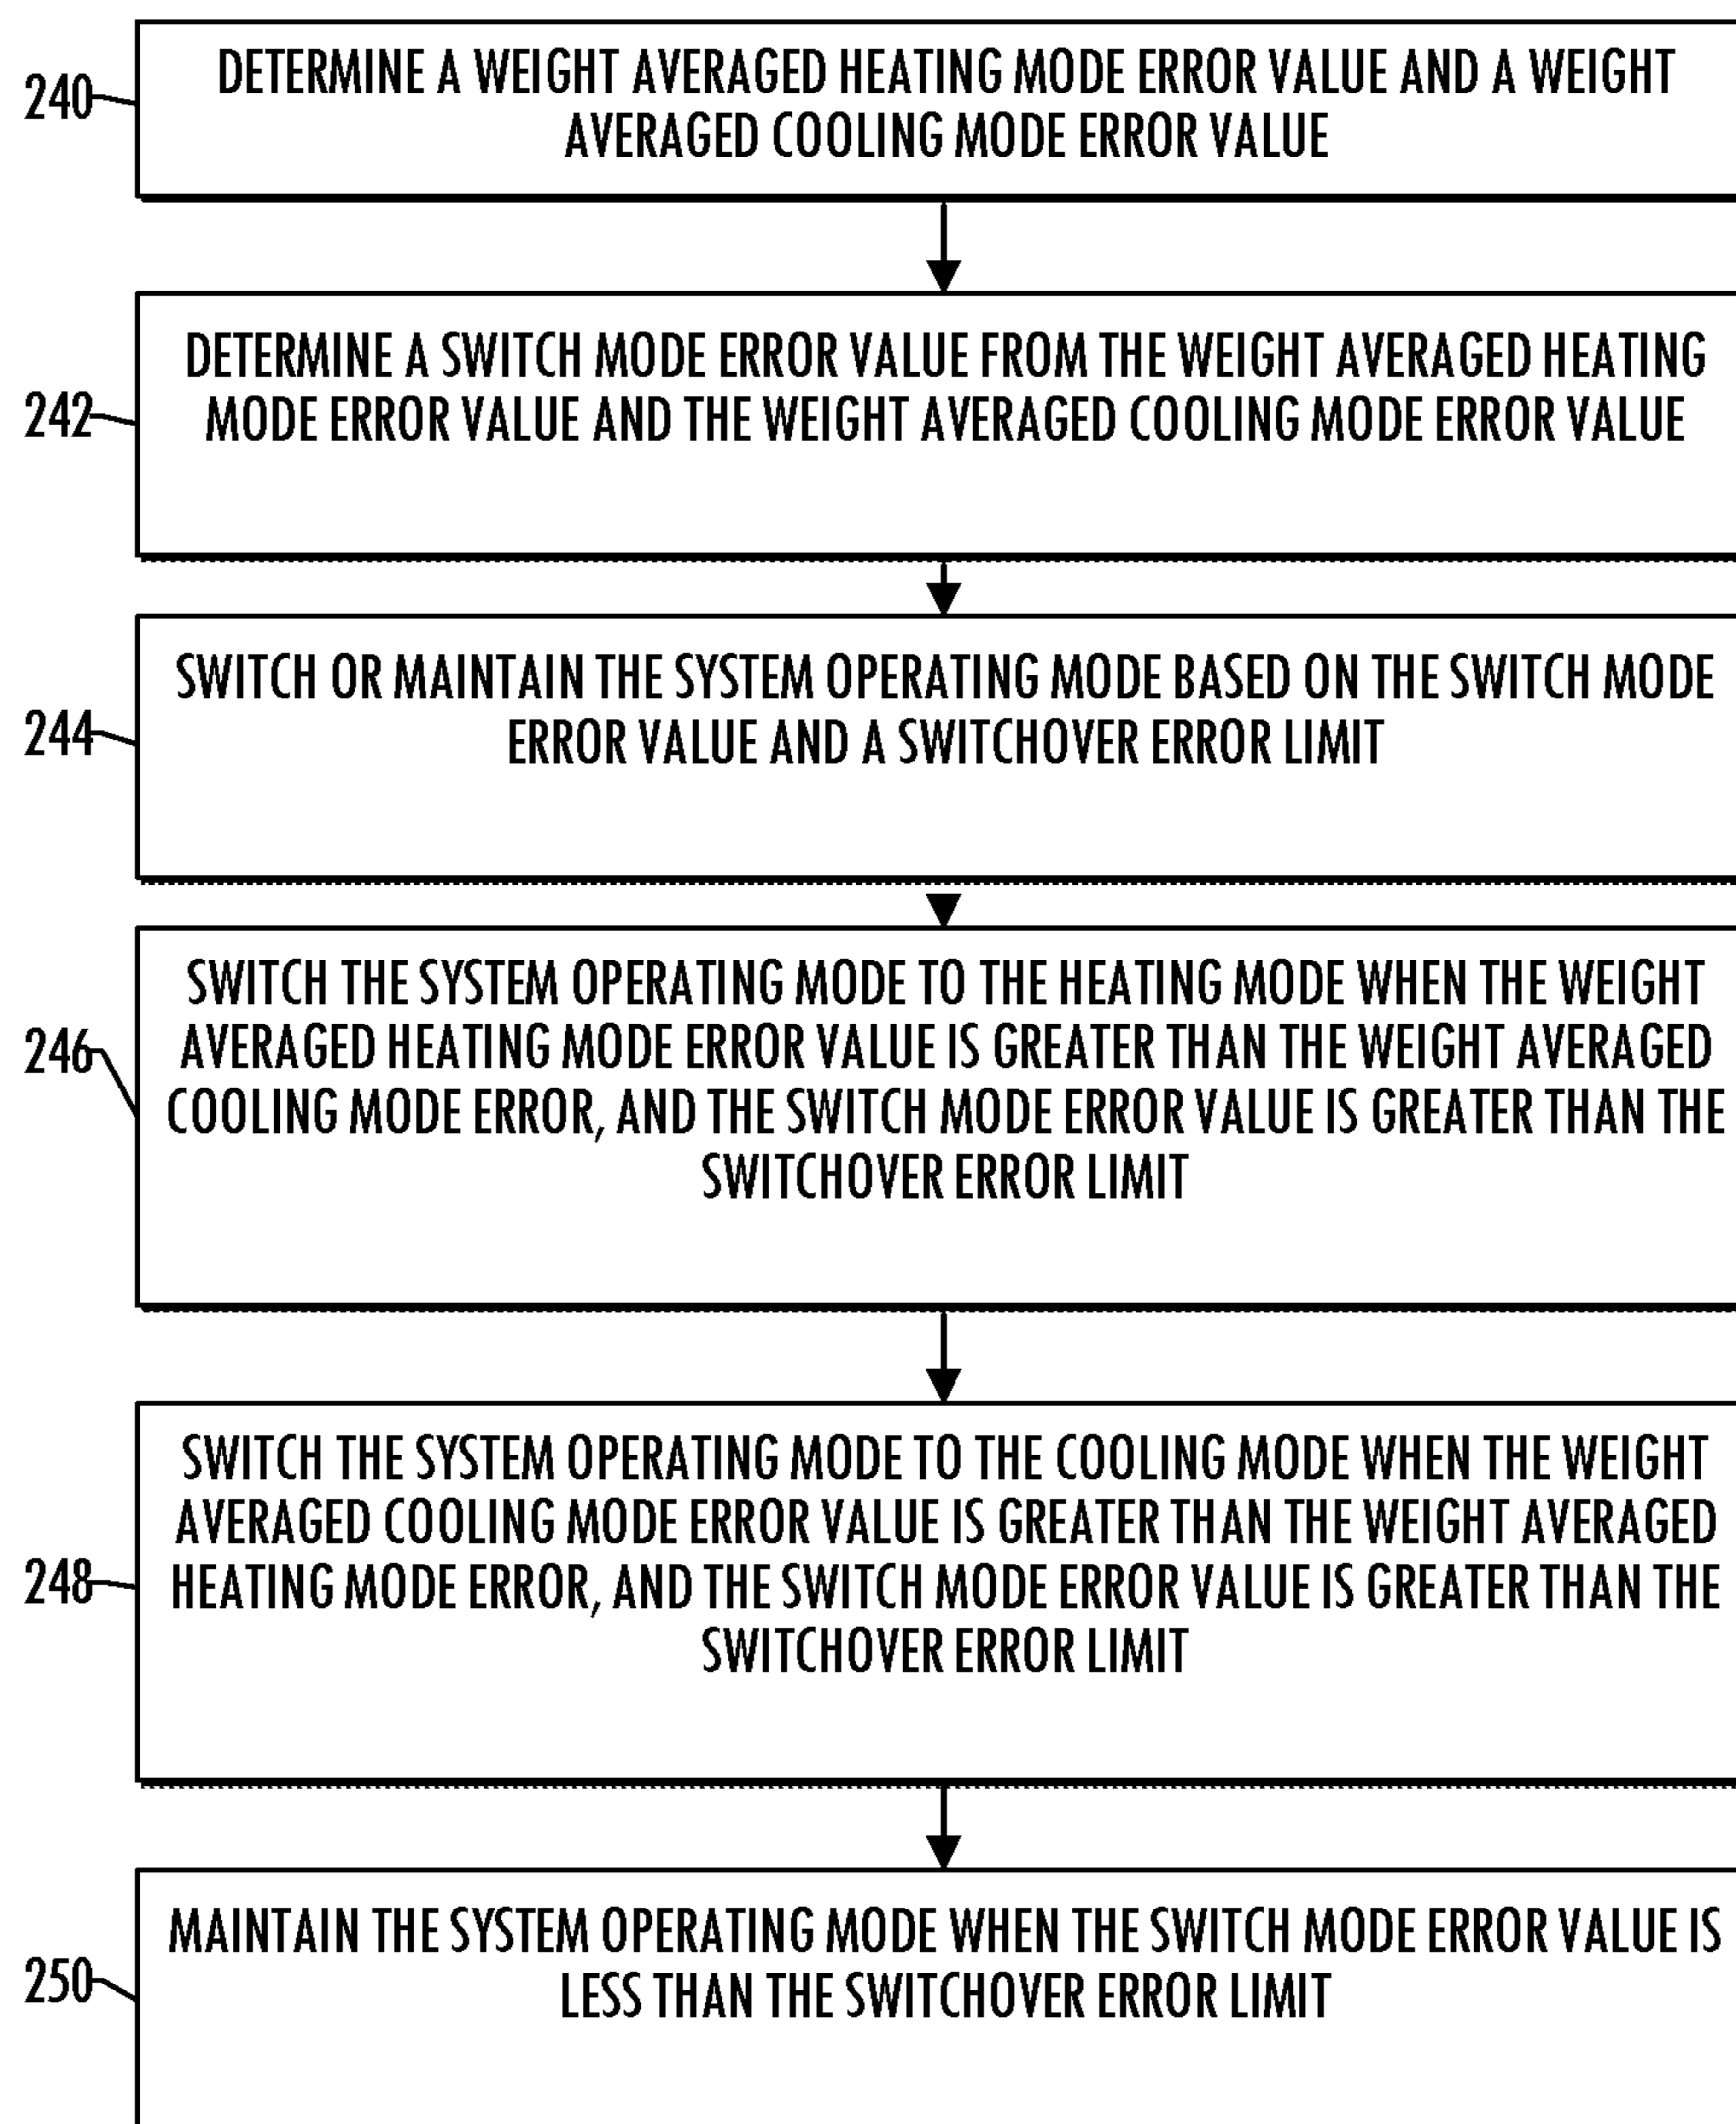 DETERMINE A WEIGHT AVERAGED HEATING MODE ERROR VALUE AND A WEIGHT
240
AVERAGED COOLING MODE ERROR VALUE
DETERMINE A SWITCH MODE ERROR VALUE FROM THE WEIGHT AVERAGED HEATING
242
MODE ERROR VALUE AND THE WEIGHT AVERAGED COOLING MODE ERROR VALUE
SWITCH OR MAINTAIN THE SYSTEM OPERATING MODE BASED ON THE SWITCH MODE
244
ERROR VALUE AND A SWITCHOVER ERROR LIMIT
SWITCH THE SYSTEM OPERATING MODE TO THE HEATING MODE WHEN THE WEIGHT
246
AVERAGED HEATING MODE ERROR VALUE IS GREATER THAN THE WEIGHT AVERAGED
COOLING MODE ERROR, AND THE SWITCH MODE ERROR VALUE IS GREATER THAN THE
SWITCHOVER ERROR LIMIT
SWITCH THE SYSTEM OPERATING MODE TO THE COOLING MODE WHEN THE WEIGHT
AVERAGED COOLING MODE ERROR VALUE IS GREATER THAN THE WEIGHT AVERAGED
248
HEATING MODE ERROR, AND THE SWITCH MODE ERROR VALUE IS GREATER THAN THE
SWITCHOVER ERROR LIMIT
MAINTAIN THE SYSTEM OPERATING MODE WHEN THE SWITCH MODE ERROR VALUE IS
250
LESS THAN THE SWITCHOVER ERROR LIMIT